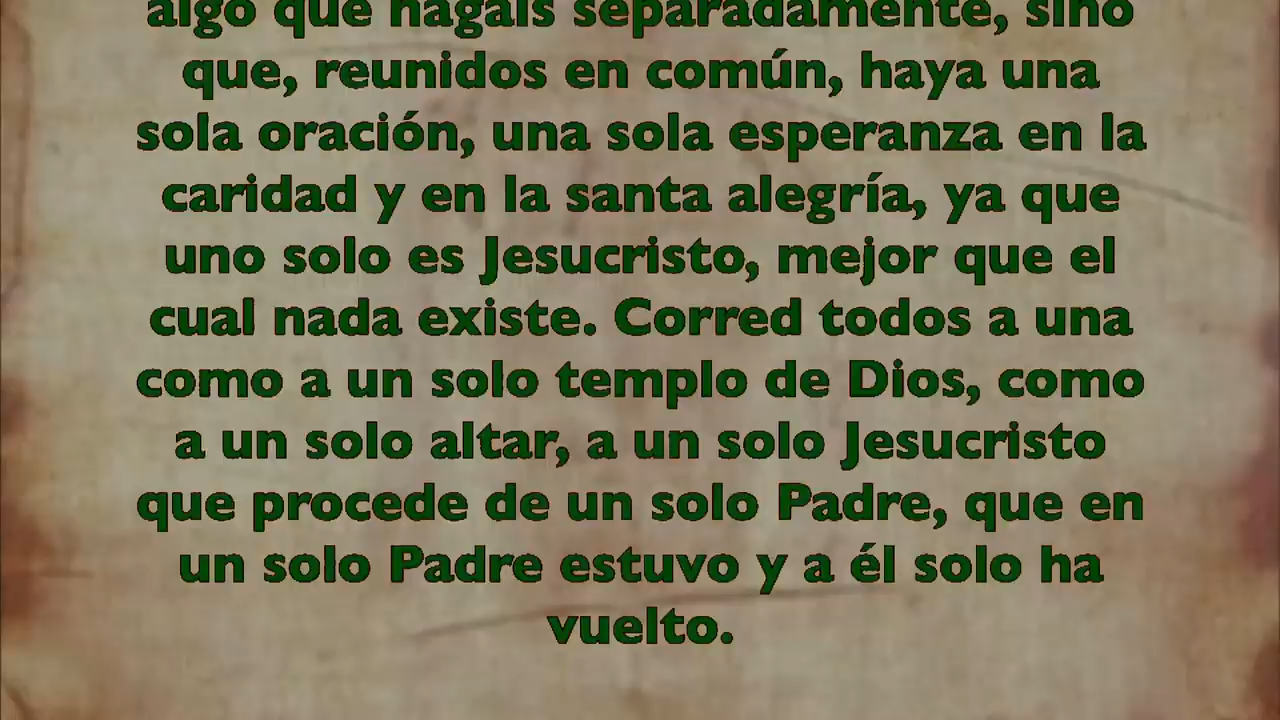 algo que hagáis separadamente, sino
que, reunidos en común, haya una
sola oración, una sola esperanza en la
caridad y en la santa alegría, ya que
uno solo es Jesucristo, mejor que el
cual nada existe. Corred todos a una
como a un solo templo de Dios, como
a un solo altar, a un solo Jesucristo
que procede de un solo Padre, que en
un solo Padre estuvo y a él solo ha
vuelto.